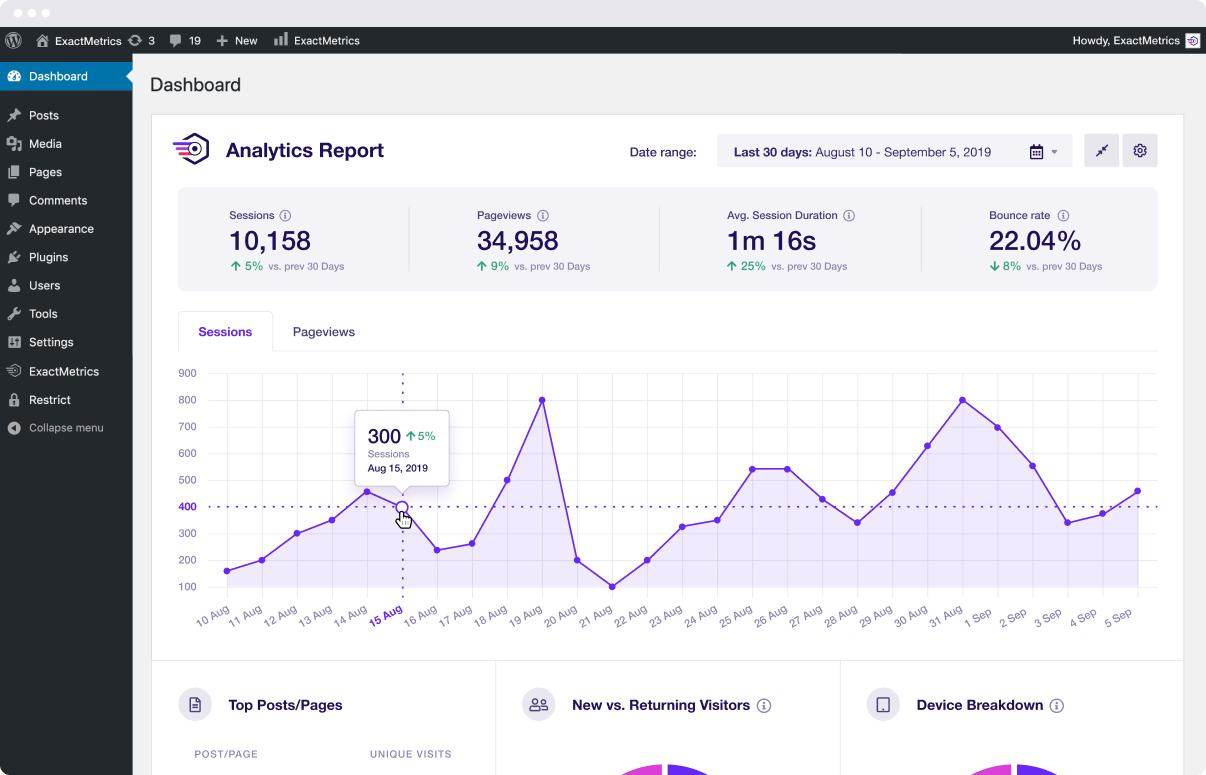 ExactMetrics 3 19 New ExactMetrics Howdy, ExactMetrics
Dashboard
Posts
Media
Pages
Comments
Appearance
Plugins
Users
Tools
Settings
ExactMetrics
Restrict
Collapse menu
Dashboard
Analytics Report
Date range: Last 30 days: August 10 - September 5, 2019
Sessions Pageviews Avg. Session Duration Bounce rate
10,158 34,958 1m 16s 22.04%
5% vs. prev 30 Days 9% vs. prev 30 Days 25% vs. prev 30 Days 8% vs. prev 30 Days
Sessions Pageviews
900
800
700
600
500
400
300
200
100
300 5%
Sessions
Aug 15, 2019
10 Aug 11 Aug 12 Aug 13 Aug 14 Aug 15 Aug 16 Aug 17 Aug 18 Aug 19 Aug 20 Aug 21 Aug 22 Aug 23 Aug 24 Aug 25 Aug 26 Aug 27 Aug 28 Aug 29 Aug 30 Aug 31 Aug 1 Sep 2 Sep 3 Sep 4 Sep 5 Sep
Top Posts/Pages New vs. Returning Visitors Device Breakdown
POST/PAGE UNIQUE VISITS